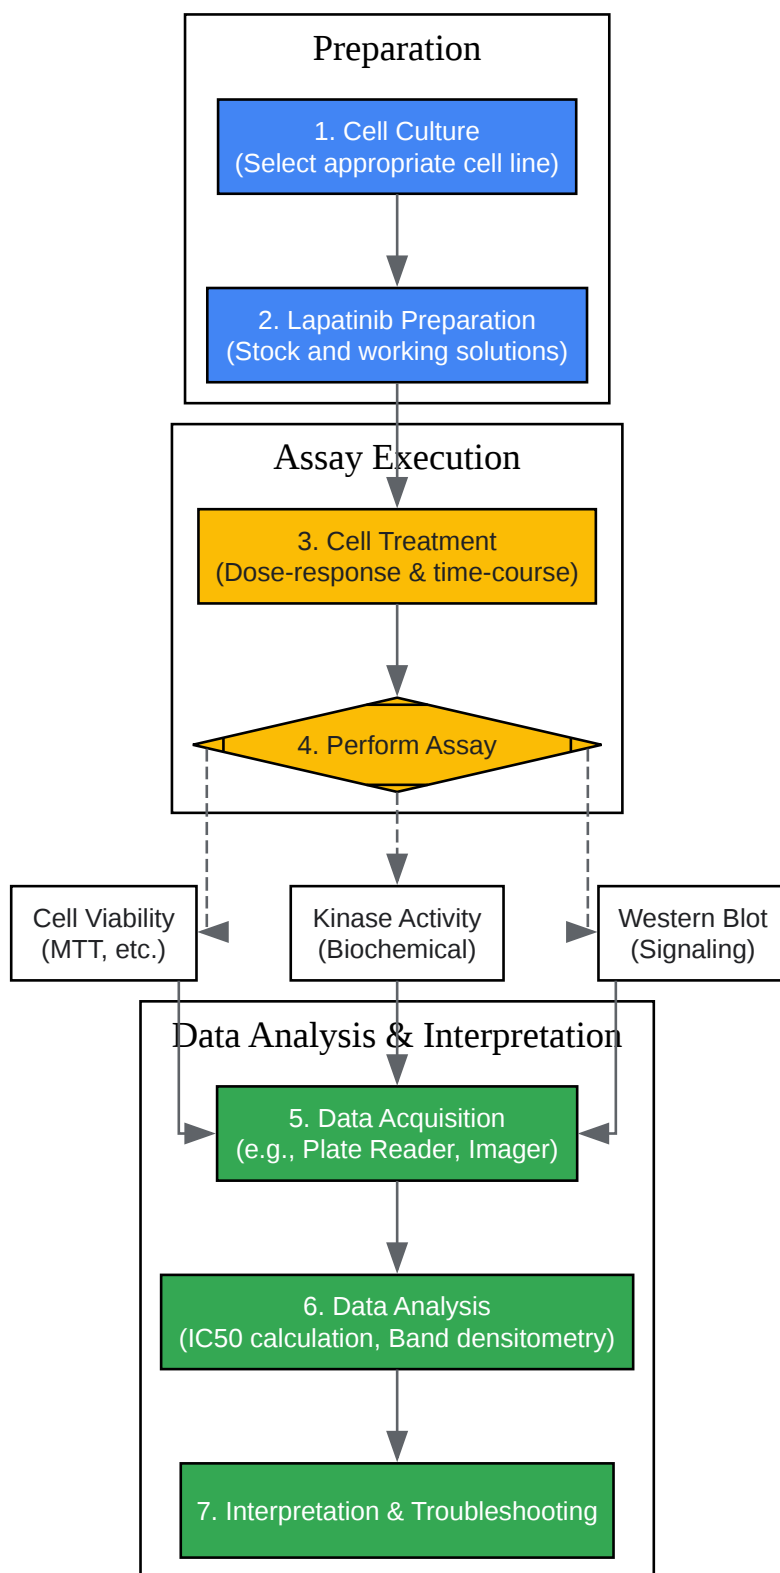 Preparation
1. Cell Culture
(Select appropriate cell line)
2. Lapatinib Preparation
(Stock and working solutions)
Assay Execution
3. Cell Treatment
(Dose-response & time-course)
4. Perform Assay
Cell Viability
(MTT, etc.)
Kinase Activity
(Biochemical)
Western Blot
(Signaling)
Data Analysis & Interpretation
5. Data Acquisition
(e.g., Plate Reader, Imager)
6. Data Analysis
(IC50 calculation, Band densitometry)
7. Interpretation & Troubleshooting